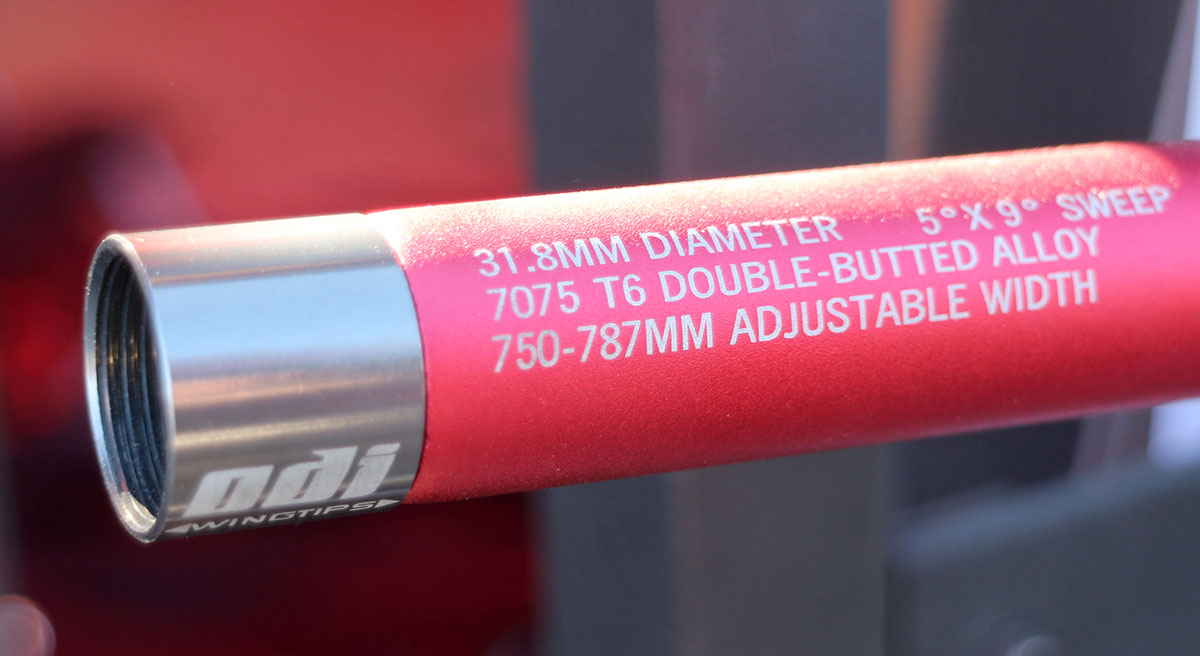 31.8MM DIAMETER 5° X 9° SWEEP
7075 T6 DOUBLE-BUTTED ALLOY
750-787MM ADJUSTABLE WIDTH
odi
WINGTIPS